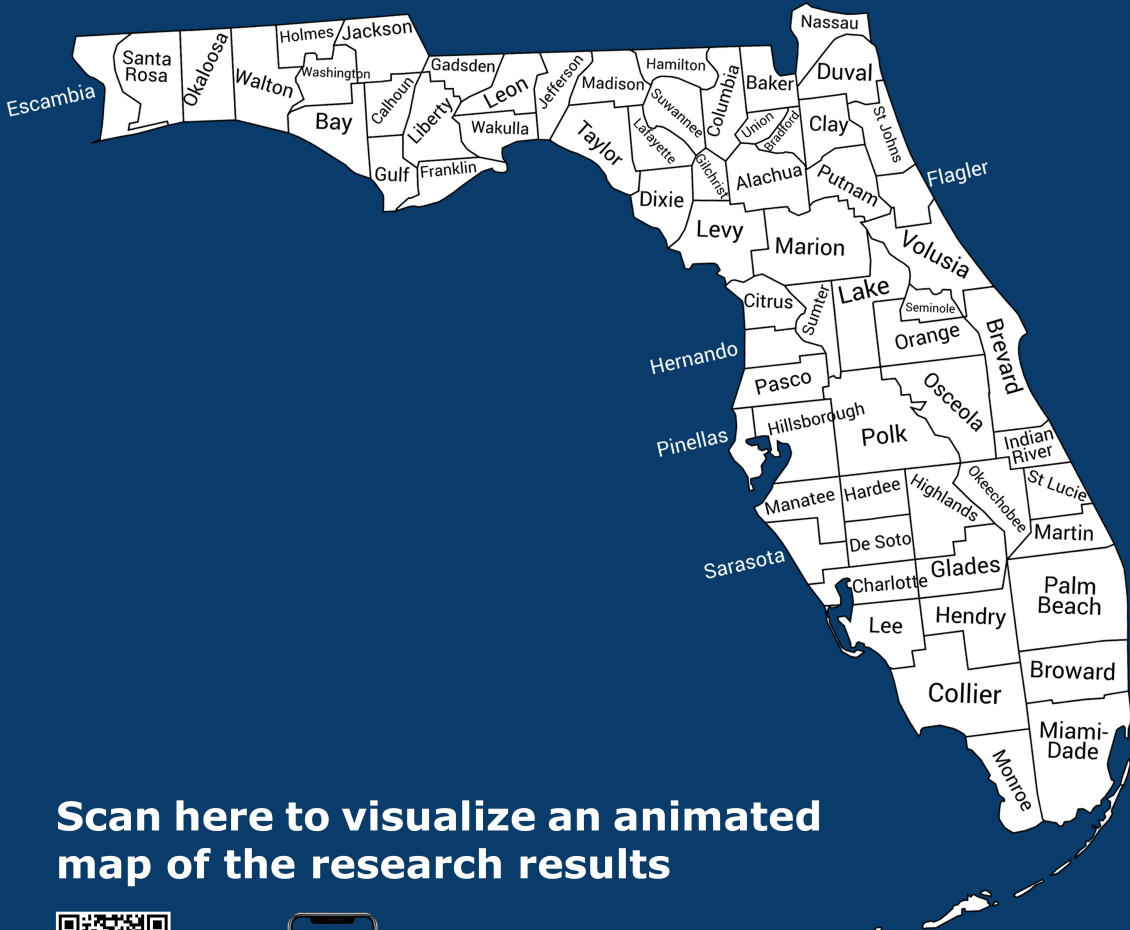 Nassau
Jackson
Holmes
Santa
Rosa
Okaloosa
Walton
Washington
Escambia
Bay
Calhoun
Gadsden
Liberty
Leon
Jefferson
Madison
Hamilton
Suwannee
Columbia
Baker
Duval
Gulf
Franklin
Wakulla
Taylor
Lafayette
Union
Bradford
Clay
St Johns
Dixie
Gilchrist
Alachua
Putnam
Flagler
Levy
Marion
Volusia
Citrus
Sumter
Lake
Seminole
Orange
Brevard
Hernando
Pasco
Osceola
Pinellas
Hillsborough
Polk
Indian
River
Manatee
Hardee
Highlands
Okeechobee
St Lucie
Sarasota
De Soto
Martin
Charlotte
Glades
Palm
Beach
Lee
Hendry
Collier
Broward
Miami-
Dade
Monroe
Scan here to visualize an animated
map of the research results